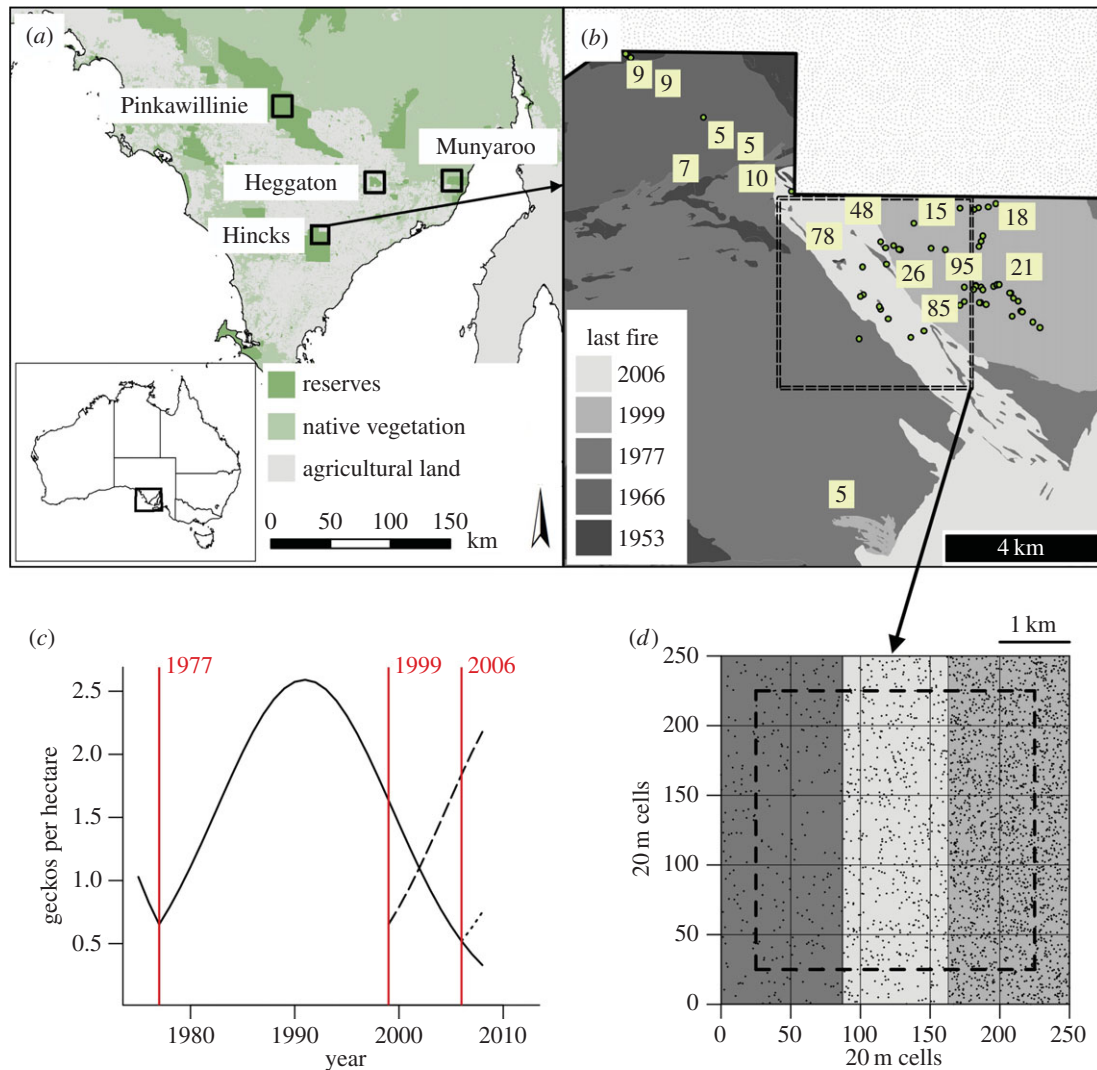 (a)
Pinkawillinie
Munyaroo
Heggaton
Hincks
reserves
native vegetation
agricultural land
0 50 100 150
km
(b)
9
9
5
5
7
10
48
15
18
78
26
95
21
85
5
last fire
2006
1999
1977
1966
1953
4 km
(c)
1977
1999
2006
geckos per hectare
2.5
2.0
1.5
1.0
0.5
1980
1990
2000
2010
year
(d)
1 km
20 m cells
250
200
150
100
50
0
0 50 100 150 200 250
20 m cells